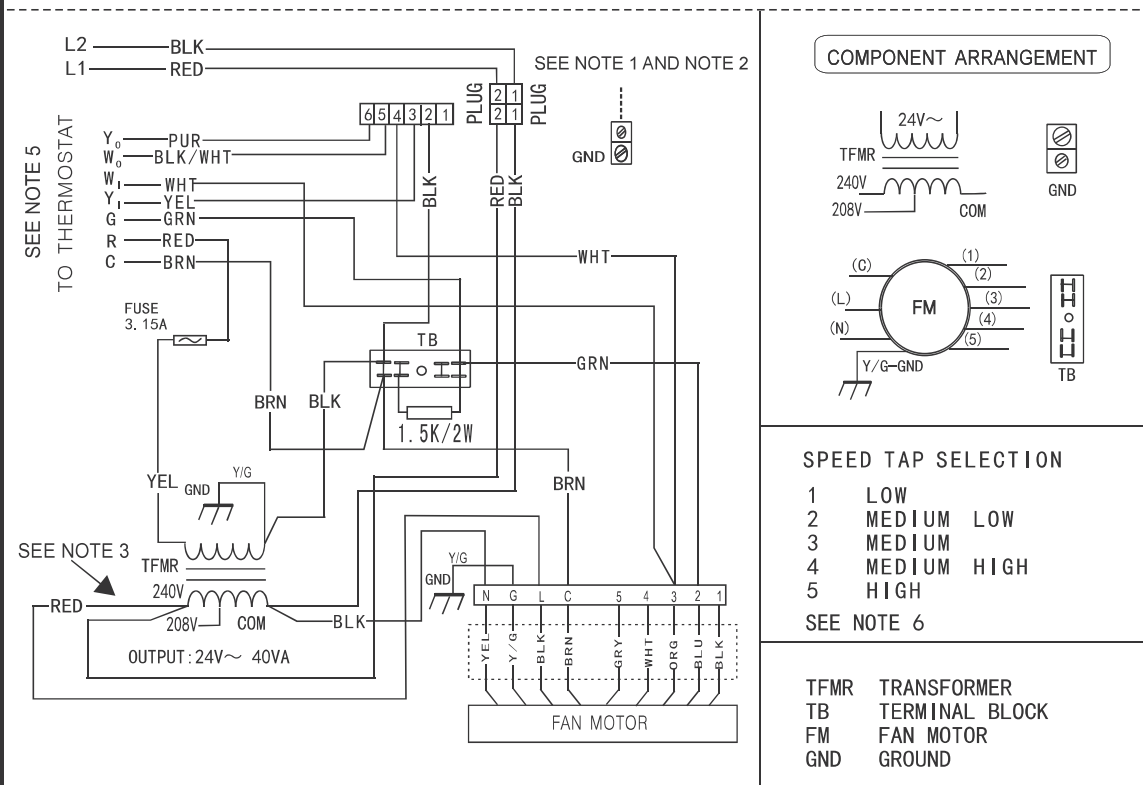 L2 BLK
L1 RED
SEE NOTE 1 AND NOTE 2
PLUG 2 1
2 1 PLUG
6 5 4 3 2 1
GND
SEE NOTE 5
TO THERMOSTAT
Y0 PUR
W0 BLK/WHT
W1 WHT
Y1 YEL
G GRN
R RED
C BRN
BLK
RED
BLK
WHT
FUSE
3.15A
TB
GRN
BRN
BLK
1.5K/2W
YEL
GND
Y/G
BRN
SEE NOTE 3
TFMR
240V
RED
208V
COM
BLK
OUTPUT:24V～ 40VA
Y/G
GND
N G L C 5 4 3 2 1
YEL
Y/G
BLK
BRN
GRY
WHT
ORG
BLU
BLK
FAN MOTOR
COMPONENT ARRANGEMENT
24V～
TFMR
240V
208V
COM
GND
(C)
(L)
(N)
FM
(1)
(2)
(3)
(4)
(5)
Y/G-GND
TB
SPEED TAP SELECTION
1 LOW
2 MEDIUM LOW
3 MEDIUM
4 MEDIUM HIGH
5 HIGH
SEE NOTE 6
TFMR TRANSFORMER
TB TERMINAL BLOCK
FM FAN MOTOR
GND GROUND